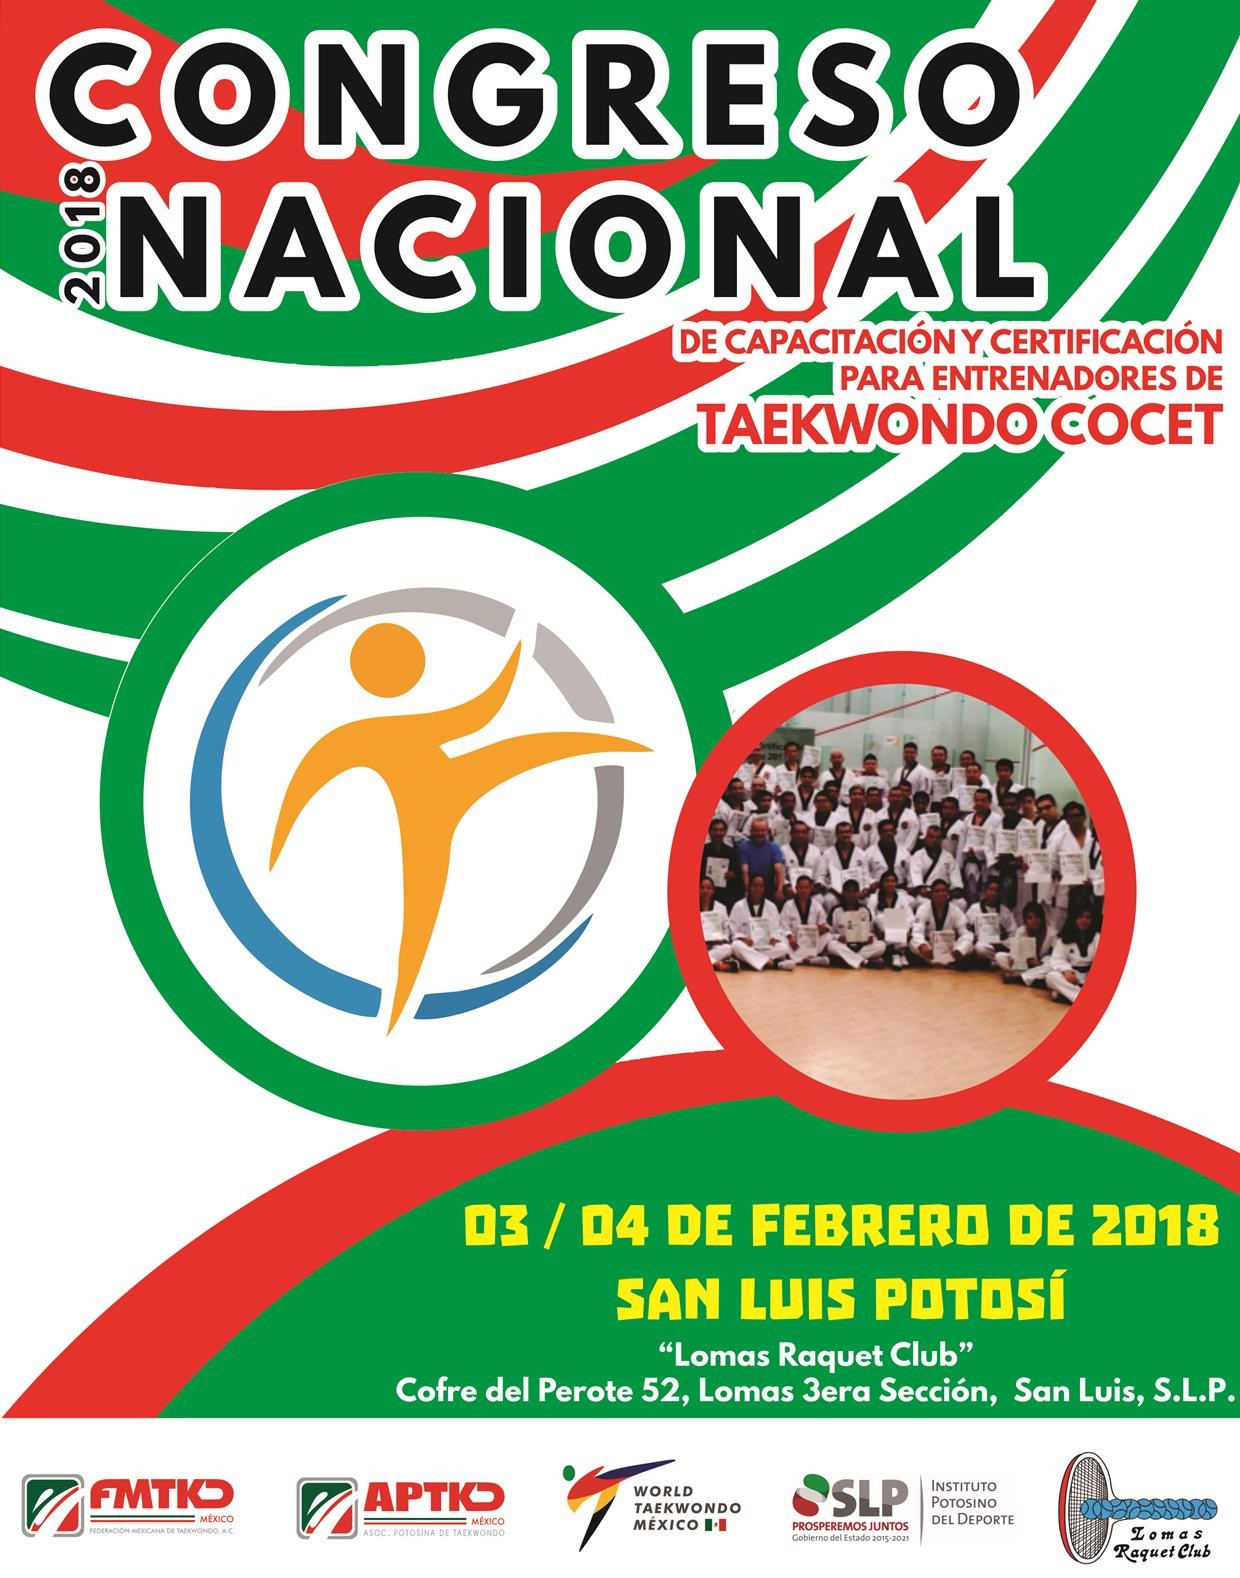 CONGRESO
2018
NACIONAL
DE CAPACITACIÓN Y CERTIFICACIÓN
PARA ENTRENADORES DE
TAEKWONDO COCET
03 / 04 DE FEBRERO DE 2018
SAN LUIS POTOSÍ
“Lomas Raquet Club”
Cofre del Perote 52, Lomas 3era Sección, San Luis, S.L.P.
FMTKD
MÉXICO
FEDERACIÓN MEXICANA DE TAEKWONDO, A.C.
APTKD
MÉXICO
ASOC. POTOSINA DE TAEKWONDO
WORLD
TAEKWONDO
MÉXICO
SLP
PROSPEREMOS JUNTOS
Gobierno del Estado 2015-2021
INSTITUTO
POTOSINO
DEL DEPORTE
Lomas
Raquet Club